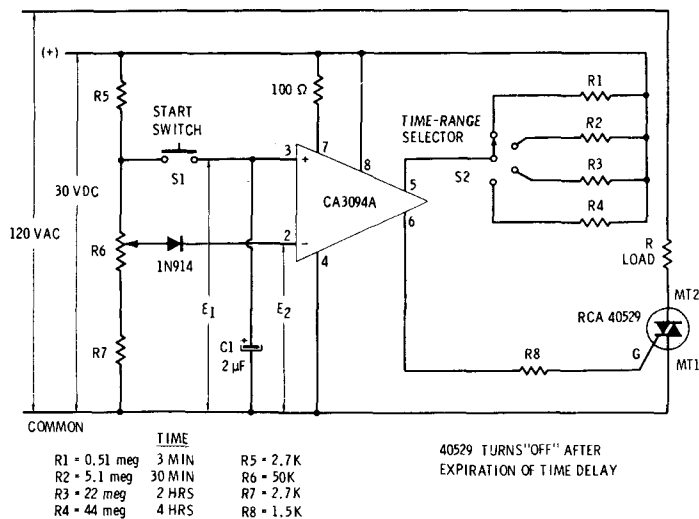 (+)
R5
START
SWITCH
S1
100 Ω
3
+
7
8
CA3094A
2
–
4
5
6
TIME-RANGE
SELECTOR
S2
R1
R2
R3
R4
30 VDC
120 VAC
R6
1N914
E1
E2
R7
C1
2 µF
+
R8
R
LOAD
MT2
RCA 40529
G
MT1
COMMON
TIME
R1 = 0.51 meg 3 MIN R5 = 2.7K
R2 = 5.1 meg 30 MIN R6 = 50K
R3 = 22 meg 2 HRS R7 = 2.7K
R4 = 44 meg 4 HRS R8 = 1.5K
40529 TURNS "OFF" AFTER
EXPIRATION OF TIME DELAY